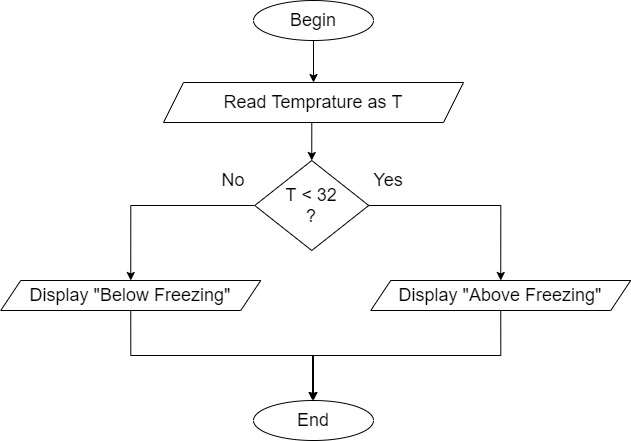 Begin
Read Temprature as T
No
Yes
T < 32
?
Display "Below Freezing"
Display "Above Freezing"
End